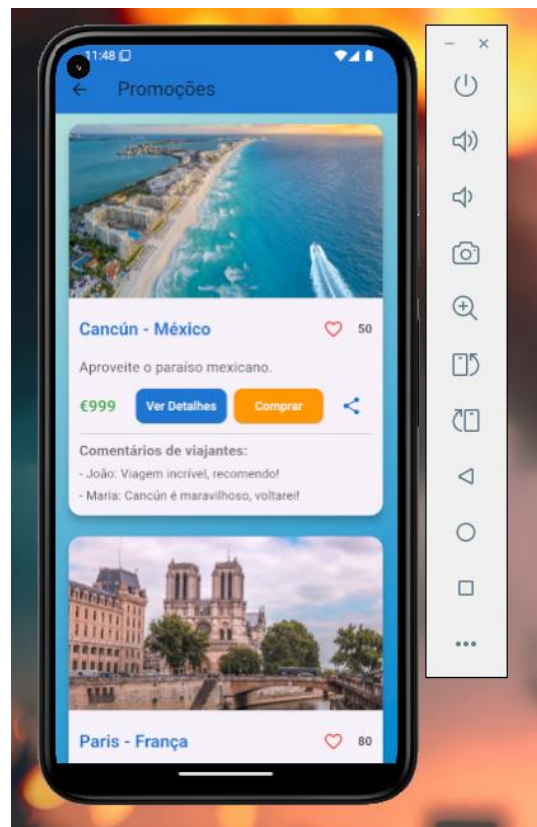 11:48
Promoções
Cancún - México 50
Aproveite o paraíso mexicano.
€999 Ver Detalhes Comprar
Comentários de viajantes:
- João: Viagem incrível, recomendo!
- Maria: Cancún é maravilhoso, voltarei!
Paris - França 80